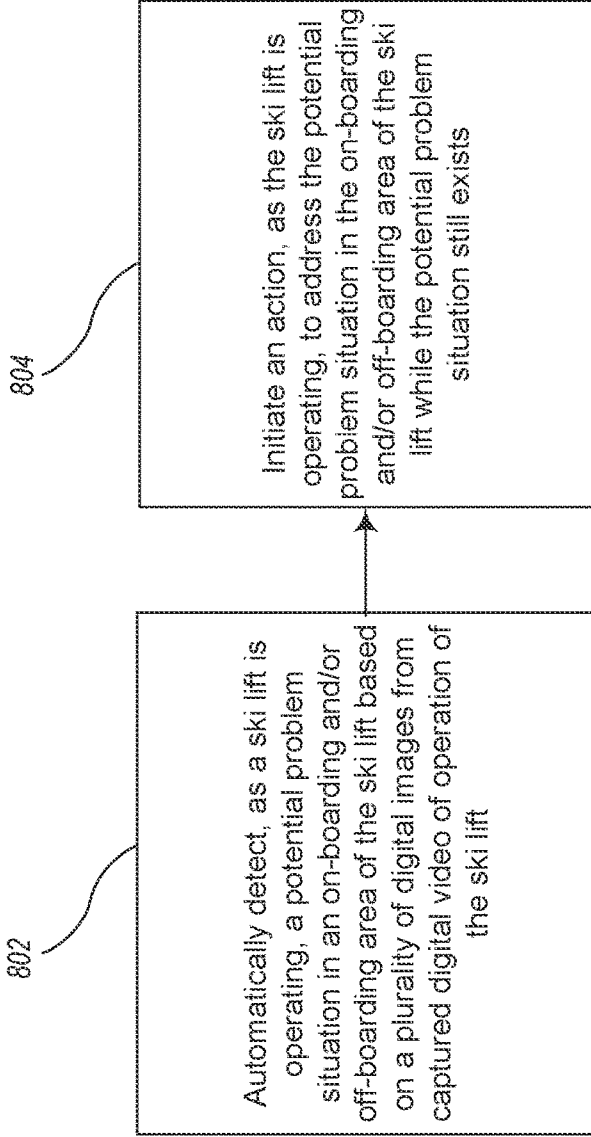 802
Automatically detect, as a ski lift is
operating, a potential problem
situation in an on-boarding and/or
off-boarding area of the ski lift based
on a plurality of digital images from
captured digital video of operation of
the ski lift
804
Initiate an action, as the ski lift is
operating, to address the potential
problem situation in the on-boarding
and/or off-boarding area of the ski
lift while the potential problem
situation still exists